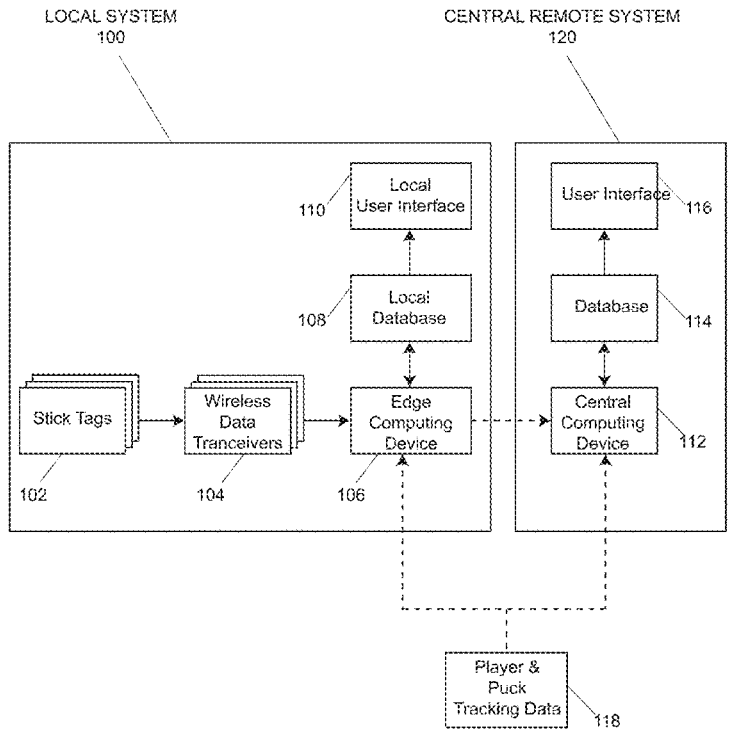 LOCAL SYSTEM
100
CENTRAL REMOTE SYSTEM
120
Local
User Interface
110
User Interface
116
Local
Database
108
Database
114
Stick Tags
102
Wireless
Data
Tranceivers
104
Edge
Computing
Device
106
Central
Computing
Device
112
Player &
Puck
Tracking Data
118